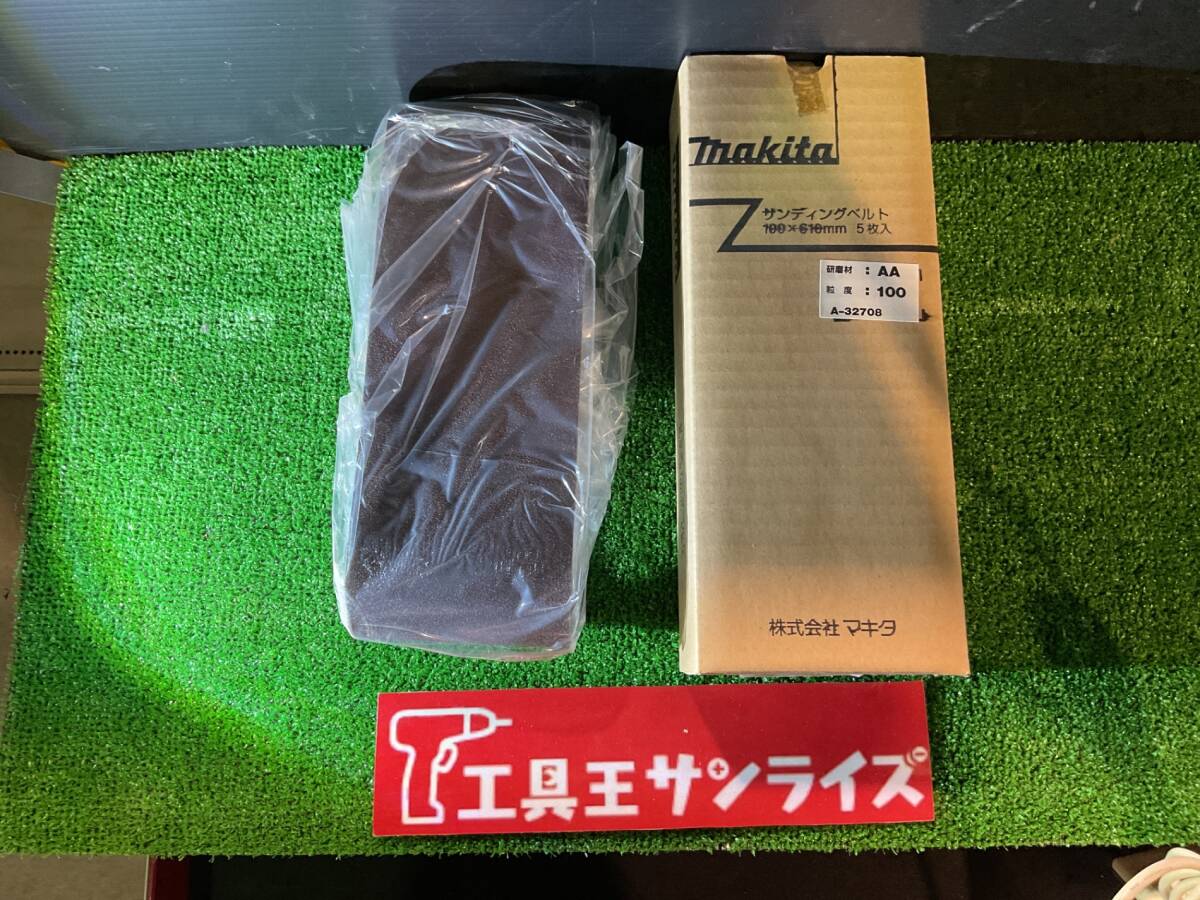 makita
サンディングベルト
100×610mm 5枚入
研磨材 : AA
粒度 : 100
A-32708
株式会社 マキタ
工具王サンライズ